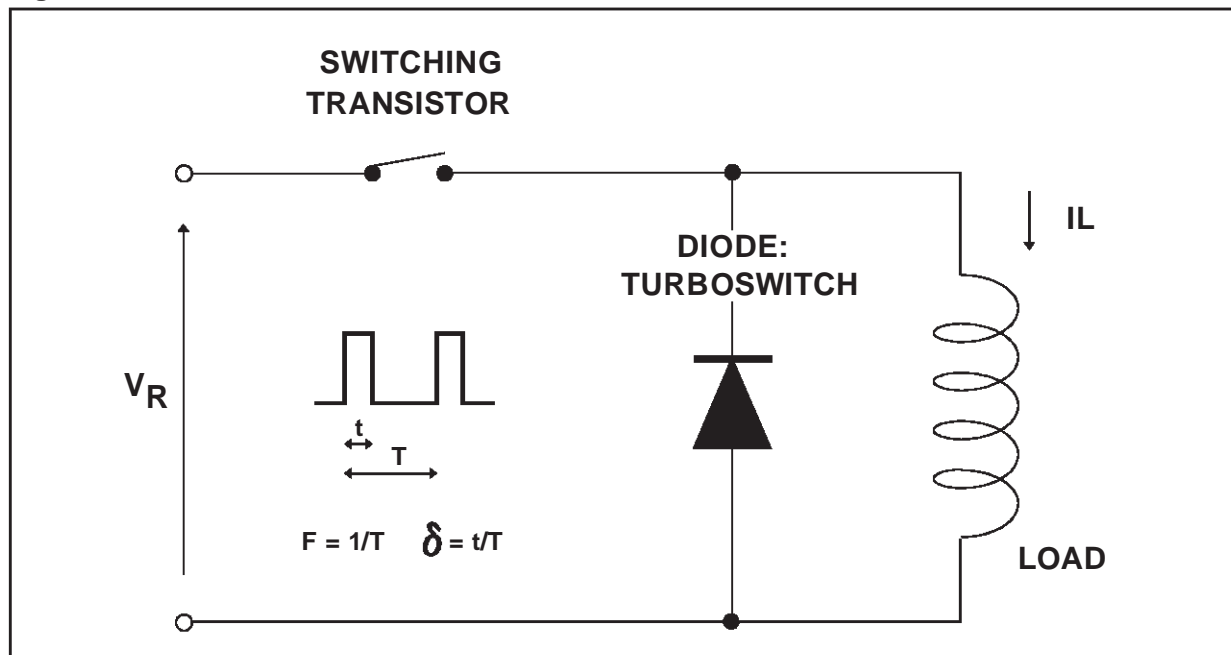 SWITCHING
TRANSISTOR
IL
DIODE:
TURBOSWITCH
VR
t
T
F = 1/T δ = t/T
LOAD